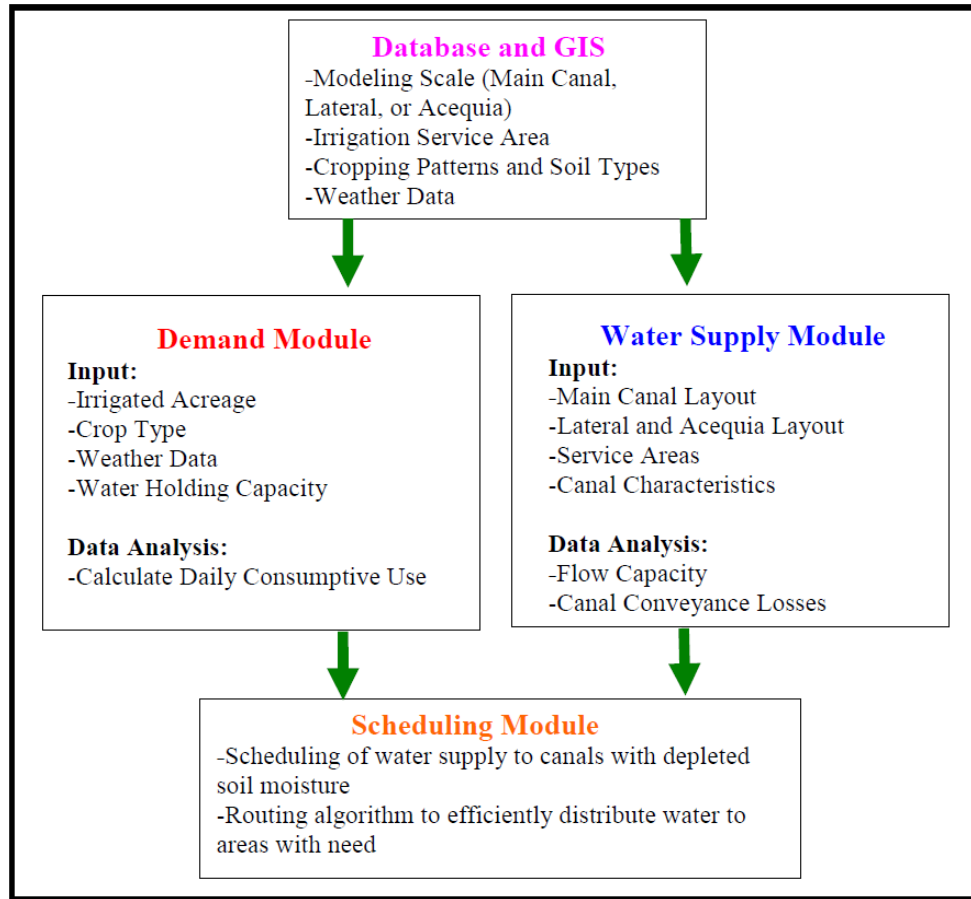 Database and GIS
-Modeling Scale (Main Canal,
Lateral, or Acequia)
-Irrigation Service Area
-Cropping Patterns and Soil Types
-Weather Data
Demand Module
Input:
-Irrigated Acreage
-Crop Type
-Weather Data
-Water Holding Capacity
Data Analysis:
-Calculate Daily Consumptive Use
Water Supply Module
Input:
-Main Canal Layout
-Lateral and Acequia Layout
-Service Areas
-Canal Characteristics
Data Analysis:
-Flow Capacity
-Canal Conveyance Losses
Scheduling Module
-Scheduling of water supply to canals with depleted
soil moisture
-Routing algorithm to efficiently distribute water to
areas with need